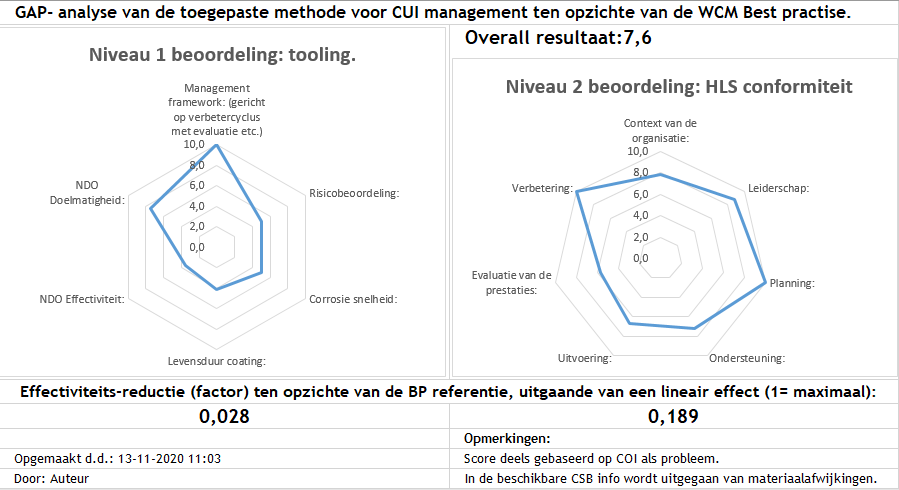 GAP- analyse van de toegepaste methode voor CUI management ten opzichte van de WCM Best practise.
Overall resultaat:7,6
Niveau 1 beoordeling: tooling.
Management
framework: (gericht
op verbetercyclus
met evaluatie etc.)
10,0
8,0
6,0
4,0
2,0
0,0
Risicobeoordeling:
Corrosie snelheid:
Levensduur coating:
NDO Effectiviteit:
NDO
Doelmatigheid:
Niveau 2 beoordeling: HLS conformiteit
Context van de
organisatie:
10,0
8,0
6,0
4,0
2,0
0,0
Leiderschap:
Planning:
Ondersteuning:
Uitvoering:
Evaluatie van de
prestaties:
Verbetering:
Effectiviteits-reductie (factor) ten opzichte van de BP referentie, uitgaande van een lineair effect (1= maximaal):
0,028
0,189
Opmerkingen:
Opgemaakt d.d.: 13-11-2020 11:03
Score deels gebaseerd op COI als probleem.
Door: Auteur
In de beschikbare CSB info wordt uitgegaan van materiaalafwijkingen.